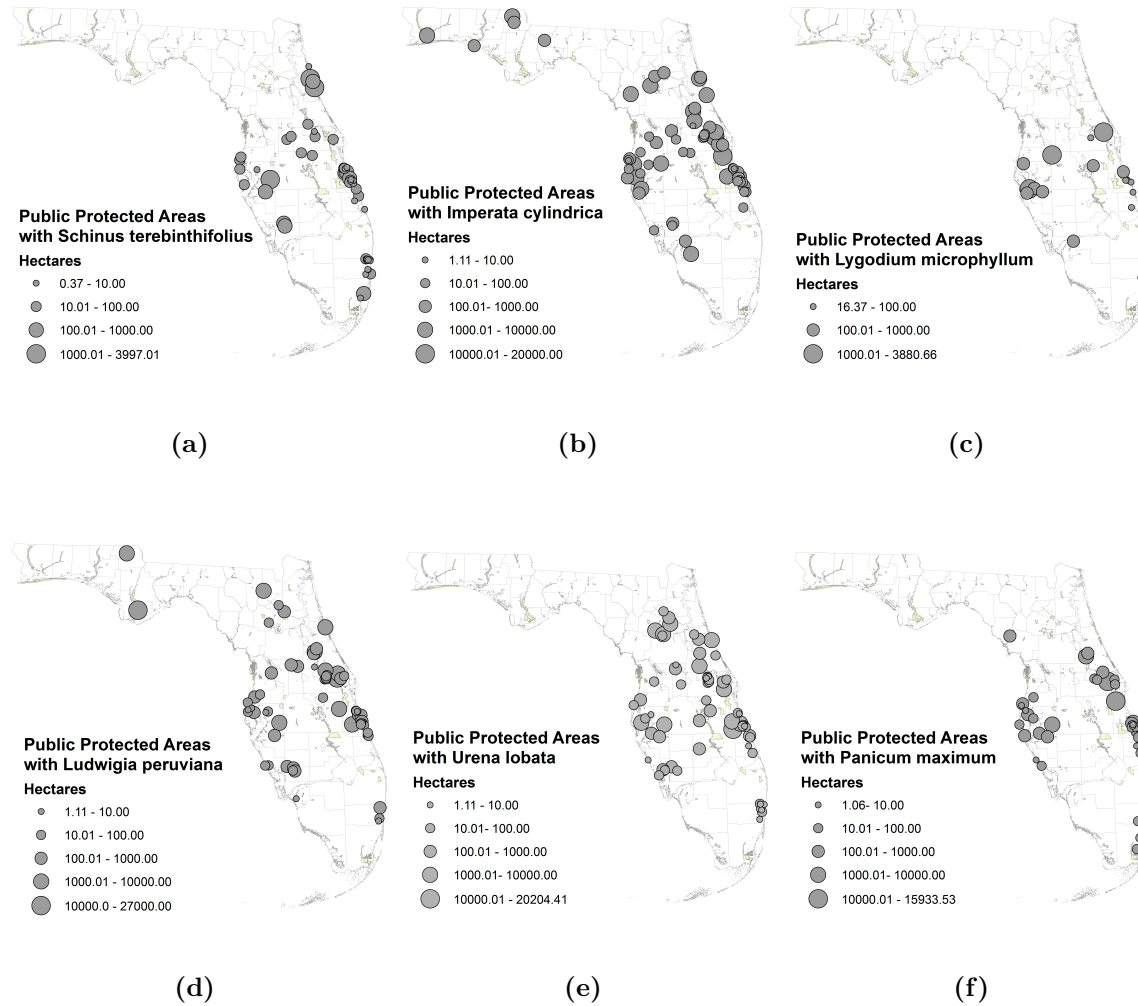 Public Protected Areas
with Schinus terebinthifolius
Hectares
0.37 - 10.00
10.01 - 100.00
100.01 - 1000.00
1000.01 - 3997.01
(a)
Public Protected Areas
with Imperata cylindrica
Hectares
1.11 - 10.00
10.01 - 100.00
100.01- 1000.00
1000.01 - 10000.00
10000.01 - 20000.00
(b)
Public Protected Areas
with Lygodium microphyllum
Hectares
16.37 - 100.00
100.01 - 1000.00
1000.01 - 3880.66
(c)
Public Protected Areas
with Ludwigia peruviana
Hectares
1.11 - 10.00
10.01 - 100.00
100.01 - 1000.00
1000.01 - 10000.00
10000.0 - 27000.00
(d)
Public Protected Areas
with Urena lobata
Hectares
1.11 - 10.00
10.01- 100.00
100.01 - 1000.00
1000.01- 10000.00
10000.01 - 20204.41
(e)
Public Protected Areas
with Panicum maximum
Hectares
1.06- 10.00
10.01 - 100.00
100.01 - 1000.00
1000.01- 10000.00
10000.01 - 15933.53
(f)